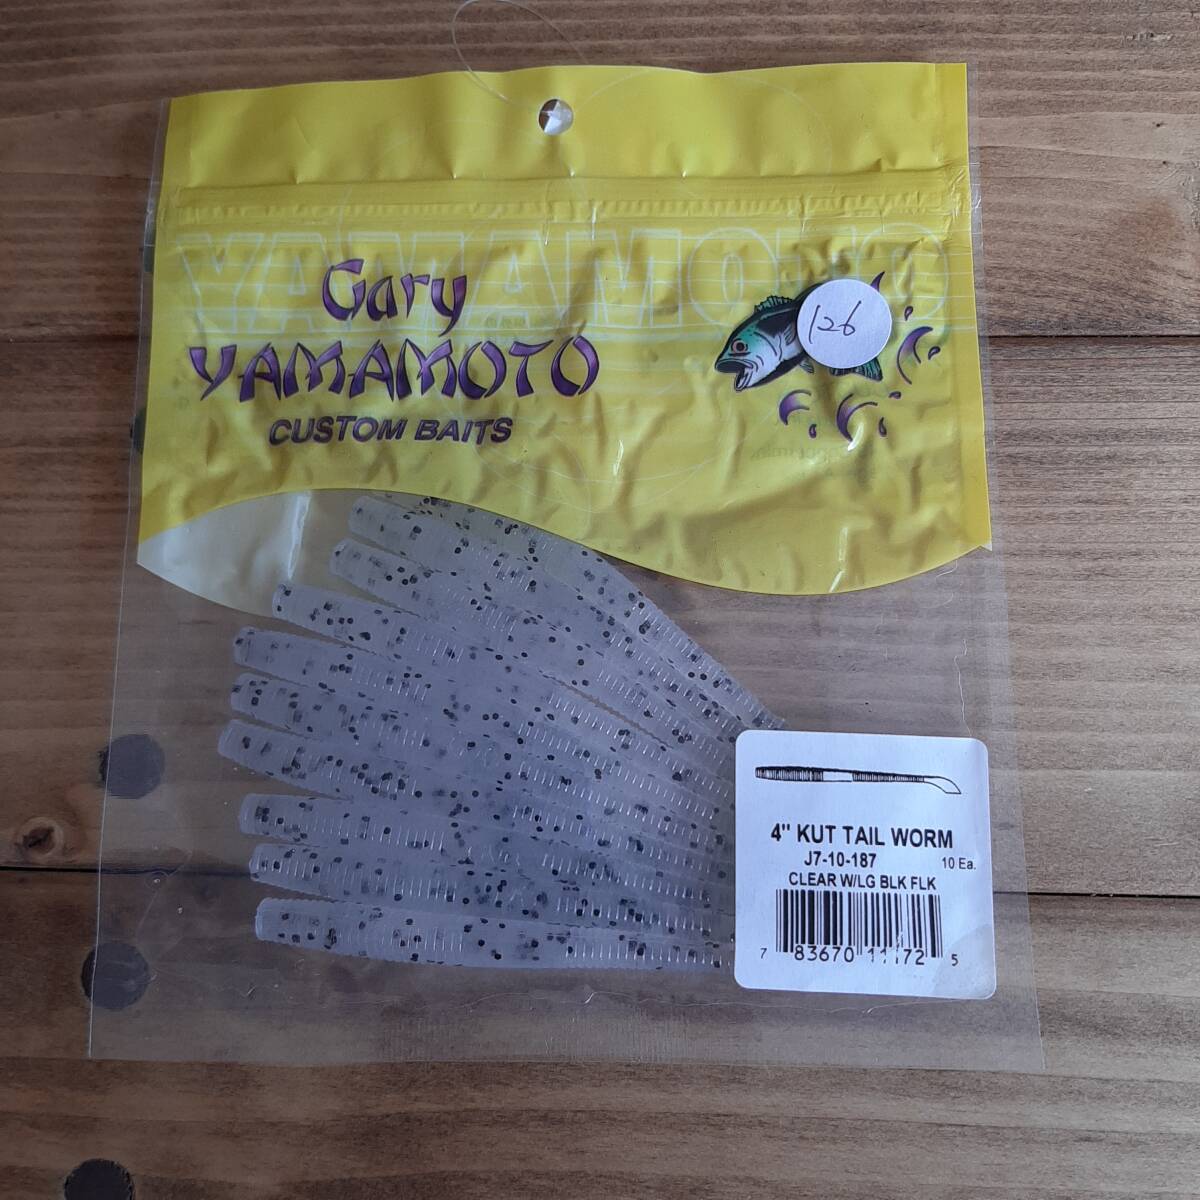 YAMAMOTO
Gary
YAMAMOTO
CUSTOM BAITS
126
4" KUT TAIL WORM
J7-10-187 10 Ea.
CLEAR W/LG BLK FLK
7 83670 11172 5